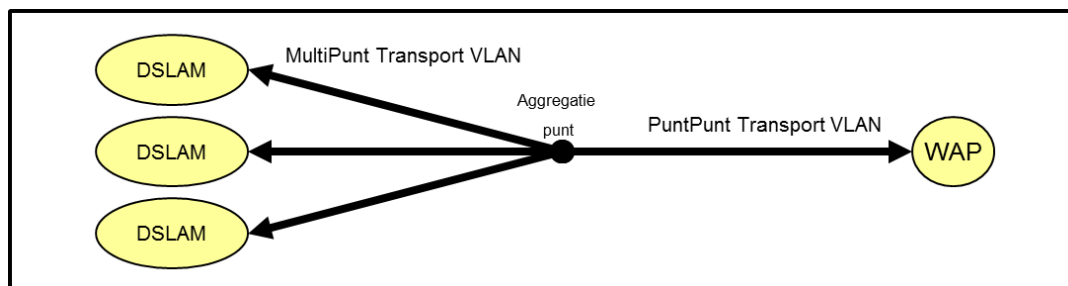 MultiPunt Transport VLAN
DSLAM
Aggregatie
punt
PuntPunt Transport VLAN
DSLAM
WAP
DSLAM